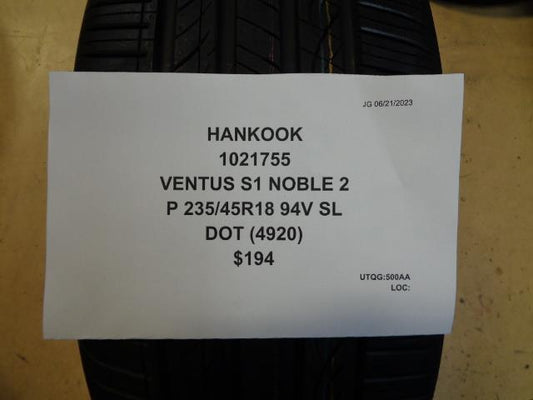 JG 06/21/2023
HANKOOK
1021755
VENTUS S1 NOBLE 2
P 235/45R18 94V SL
DOT (4920)
$194
UTQG:500AA
LOC: